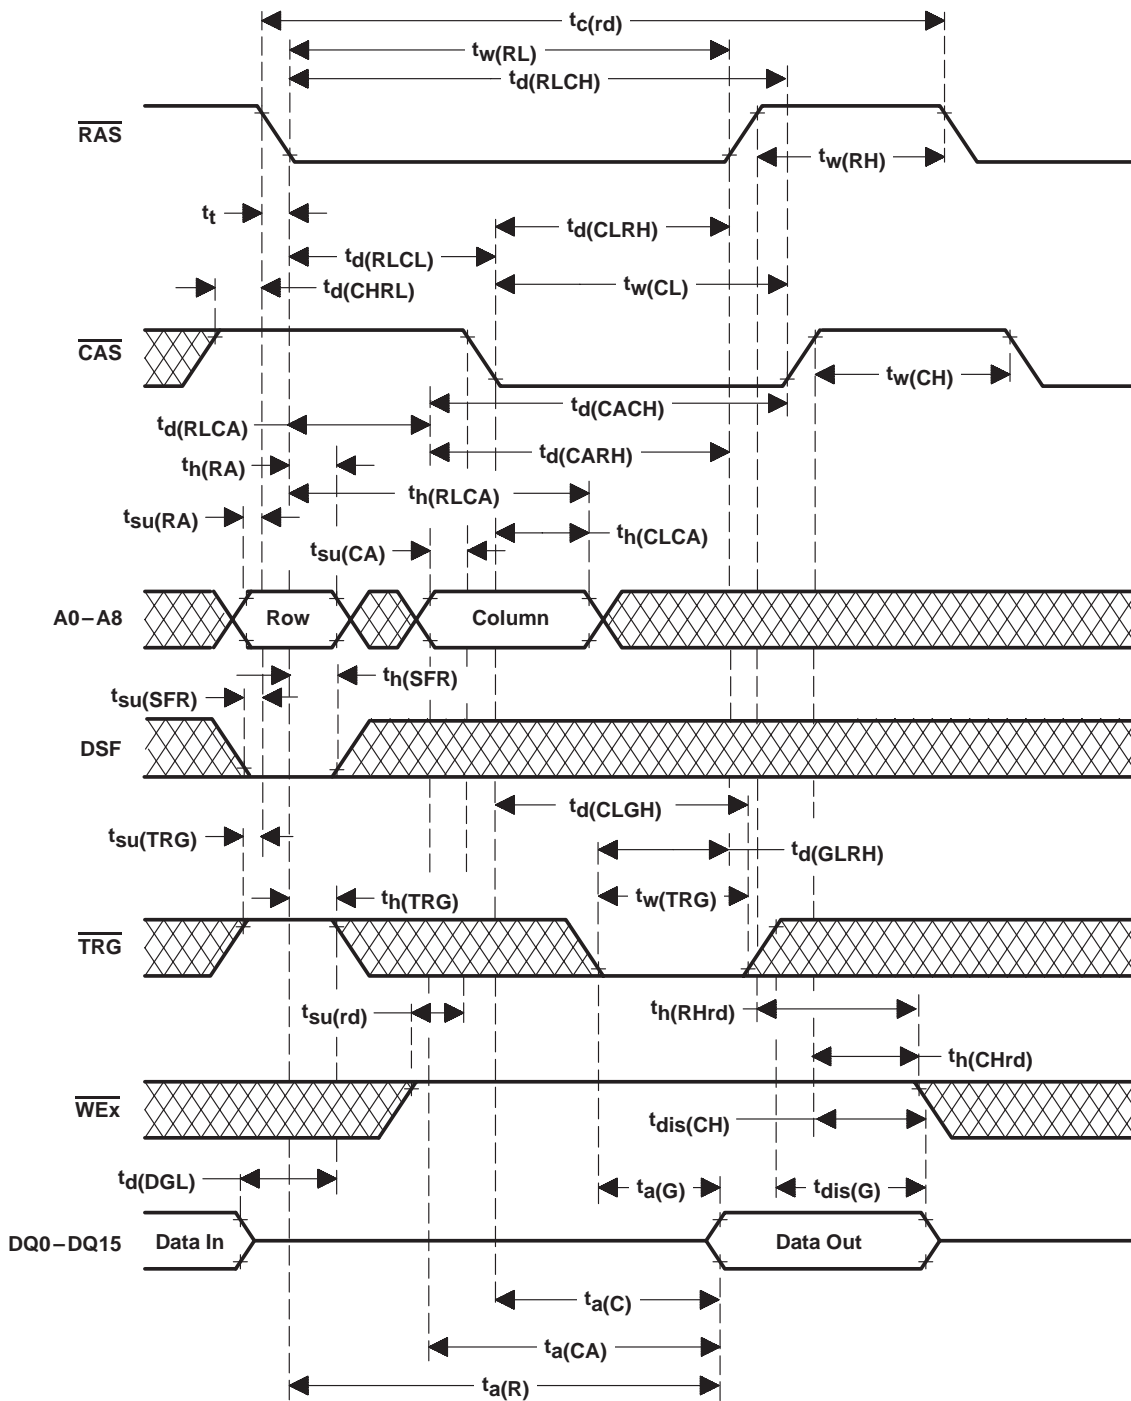 tc(rd)
tw(RL)
td(RLCH)
RAS
tw(RH)
tt
td(CLRH)
td(RLCL)
td(CHRL)
tw(CL)
CAS
tw(CH)
td(CACH)
td(RLCA)
td(CARH)
th(RA)
th(RLCA)
tsu(RA)
th(CLCA)
tsu(CA)
A0–A8
Row
Column
th(SFR)
tsu(SFR)
DSF
td(CLGH)
tsu(TRG)
td(GLRH)
th(TRG)
tw(TRG)
TRG
tsu(rd)
th(RHrd)
th(CHrd)
WEx
tdis(CH)
td(DGL)
ta(G)
tdis(G)
DQ0–DQ15
Data In
Data Out
ta(C)
ta(CA)
ta(R)